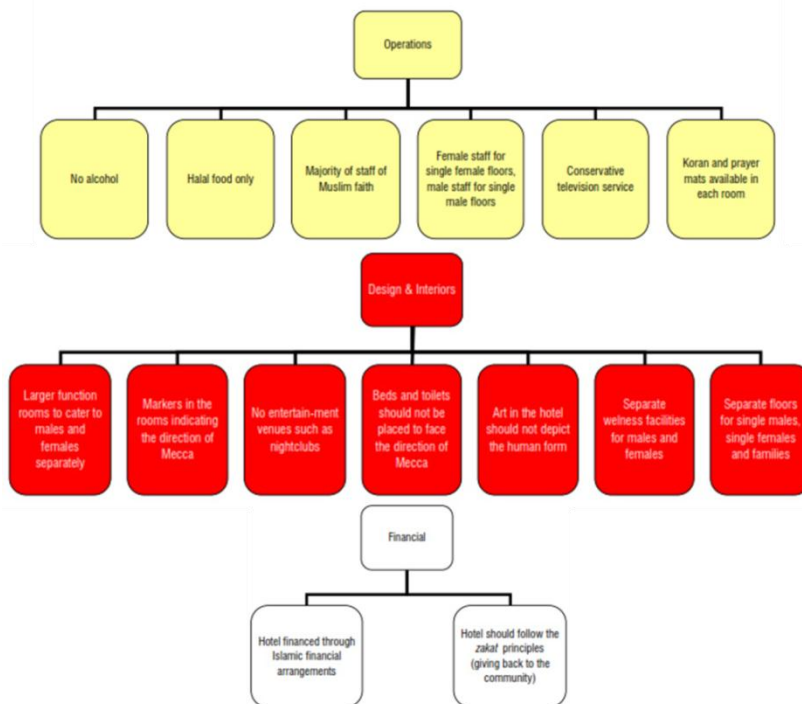 Operations
No alcohol
Halal food only
Majority of staff of
Muslim faith
Female staff for
single female floors,
male staff for single
male floors
Conservative
television service
Koran and prayer
mats available in
each room
Design & Interiors
Larger function
rooms to cater to
males and
females
separately
Markers in the
rooms indicating
the direction of
Mecca
No entertain-ment
venues such as
nightclubs
Beds and toilets
should not be
placed to face
the direction of
Mecca
Art in the hotel
should not depict
the human form
Separate
welness facilities
for males and
females
Separate floors
for single males,
single females
and families
Financial
Hotel financed through
Islamic financial
arrangements
Hotel should follow the
zakat principles
(giving back to the
community)